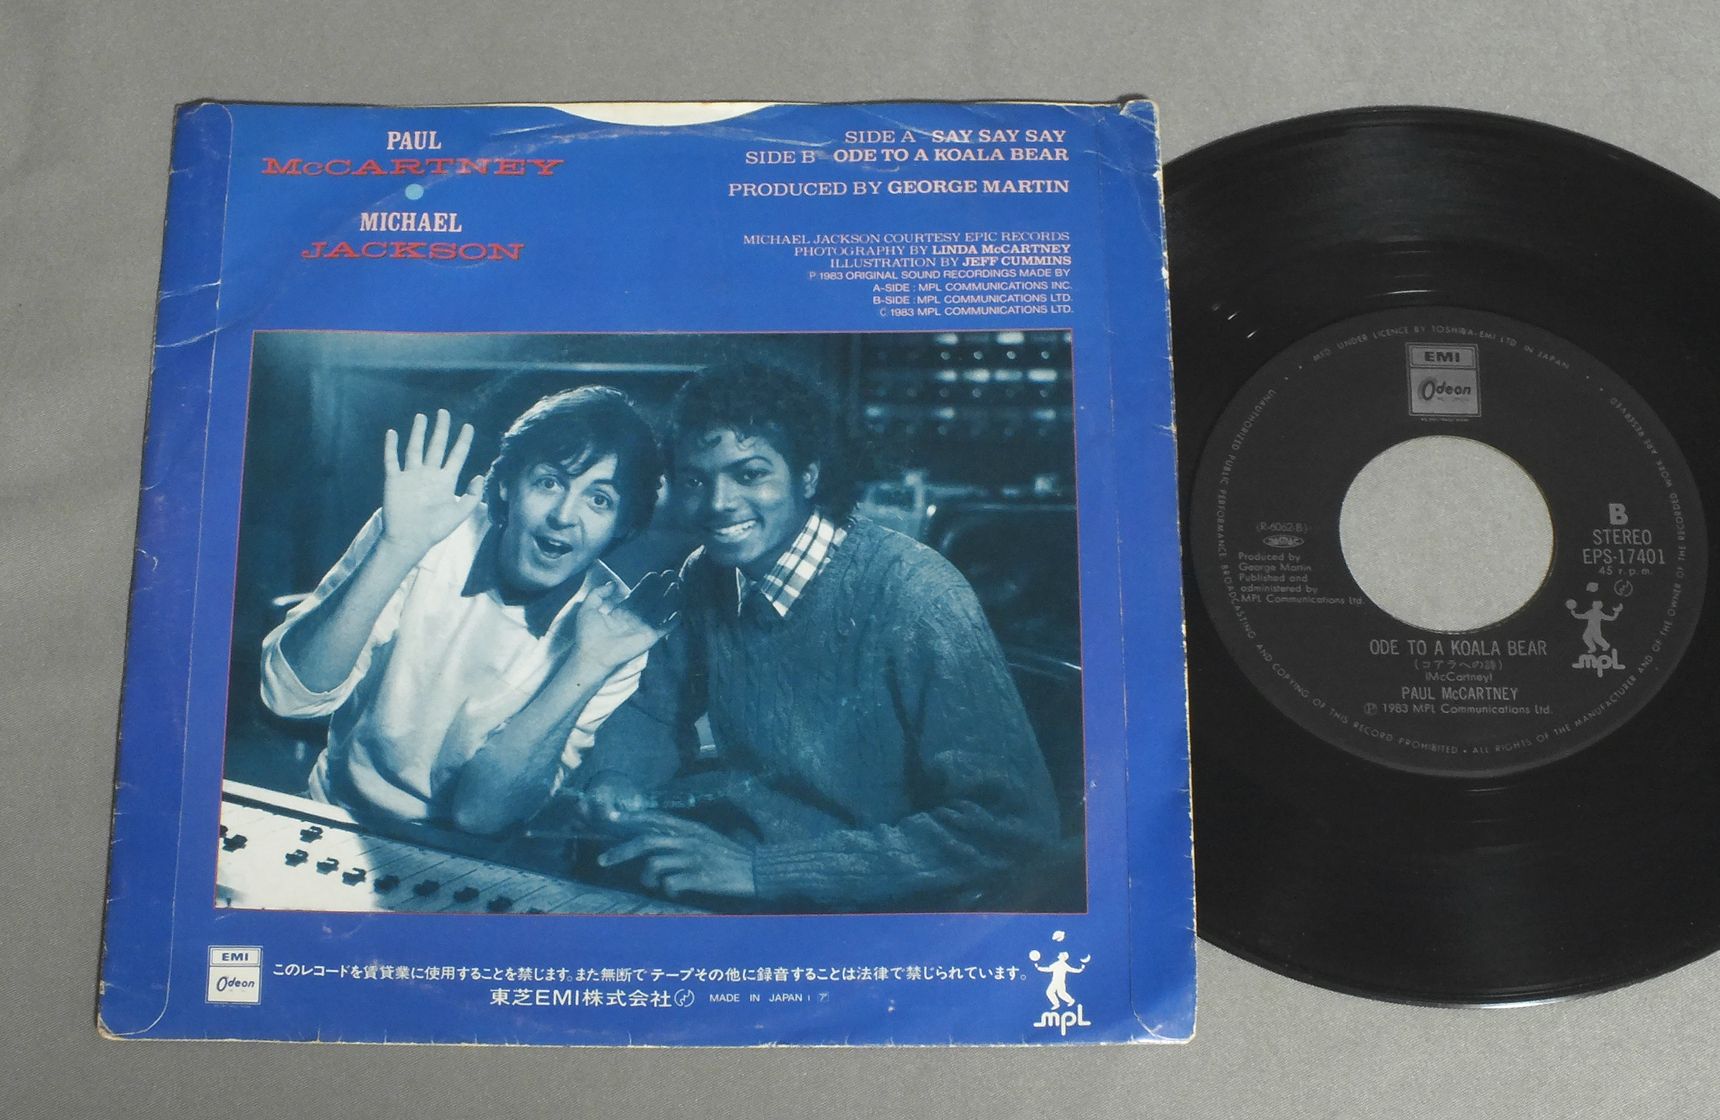 PAUL
McCARTNEY
MICHAEL
JACKSON
SIDE A SAY SAY SAY
SIDE B ODE TO A KOALA BEAR
PRODUCED BY GEORGE MARTIN
MICHAEL JACKSON COURTESY EPIC RECORDS
PHOTOGRAPHY BY LINDA McCARTNEY
ILLUSTRATION BY JEFF CUMMINS
Ⓟ 1983 ORIGINAL SOUND RECORDINGS MADE BY
A-SIDE : MPL COMMUNICATIONS INC.
B-SIDE : MPL COMMUNICATIONS LTD.
Ⓒ 1983 MPL COMMUNICATIONS LTD.
EMI
Odeon
このレコードを賃貸業に使用することを禁じます。また無断でテープその他に録音することは法律で禁じられています。
東芝EMI株式会社
MADE IN JAPAN
mpl
MFD. UNDER LICENCE BY TOSHIBA-EMI LTD. IN JAPAN
UNAUTHORIZED PUBLIC PERFORMANCE, BROADCASTING AND COPYING OF THIS RECORD PROHIBITED • ALL RIGHTS OF THE MANUFACTURER AND OF THE OWNER OF THE RECORDED WORK ARE RESERVED
EMI
Odeon
(R-6062-B)
Produced by
George Martin
Published and
administered by
MPL Communications Ltd.
B
STEREO
EPS-17401
45 r.p.m.
mpl
ODE TO A KOALA BEAR
(コアラへの詩)
(McCartney)
PAUL McCARTNEY
Ⓟ 1983 MPL Communications Ltd.